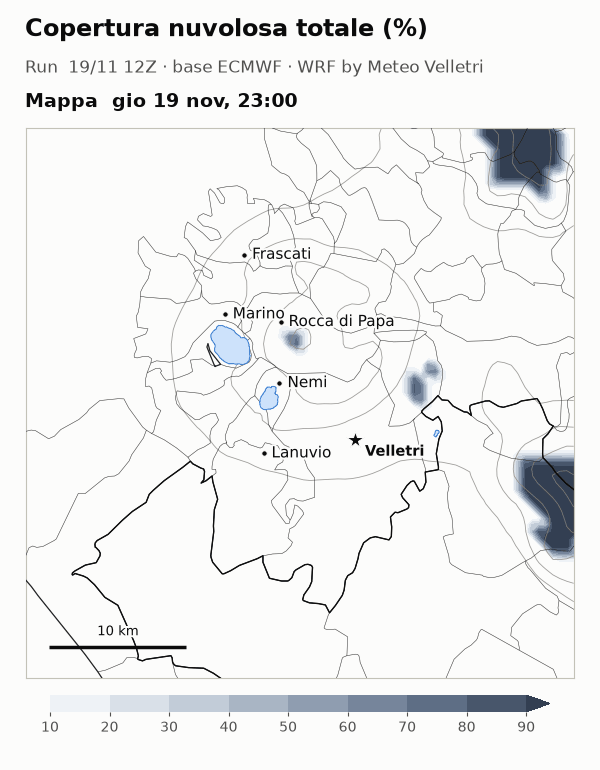 Copertura nuvolosa totale (%)
Run  19/11 12Z · base ECMWF · WRF by Meteo Velletri
Mappa  gio 19 nov, 23:00
Frascati
Marino
Rocca di Papa
Nemi
Velletri
Lanuvio
10 km
10 20 30 40 50 60 70 80 90